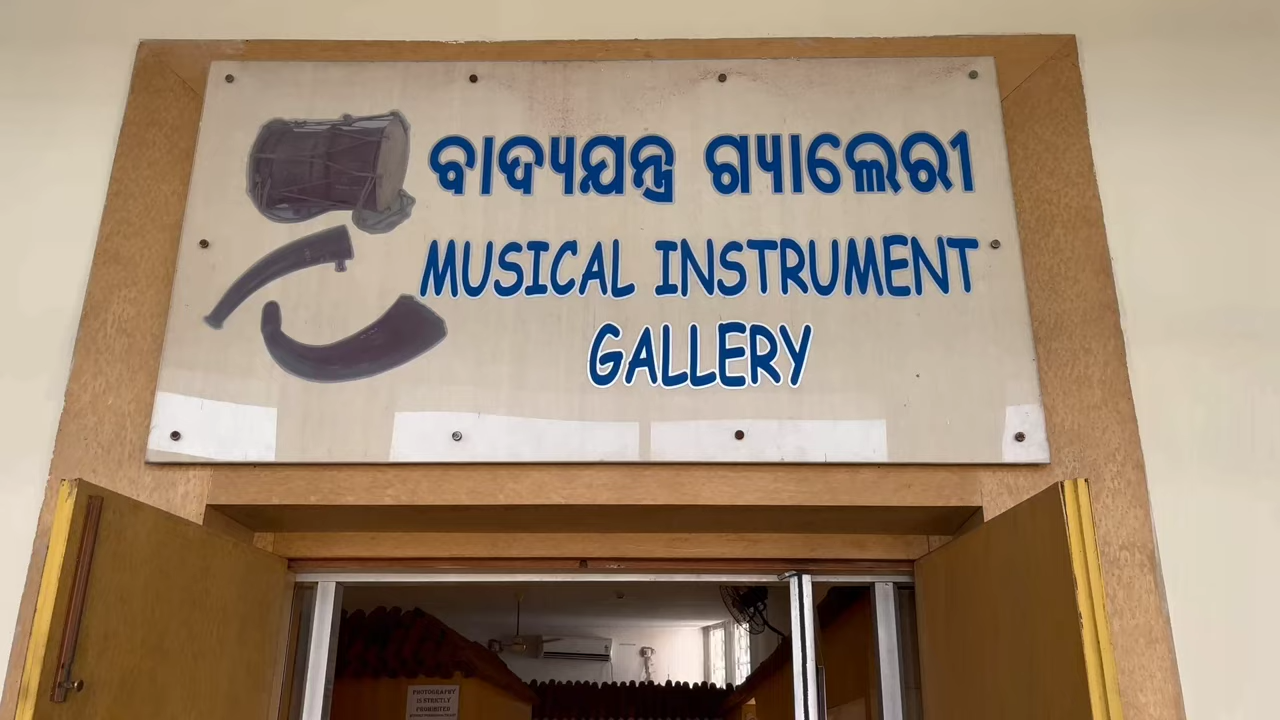 ବାଦ୍ୟଯନ୍ତ୍ର ଗ୍ୟାଲେରୀ
MUSICAL INSTRUMENT
GALLERY
PHOTOGRAPHY
IS STRICTLY
PROHIBITED